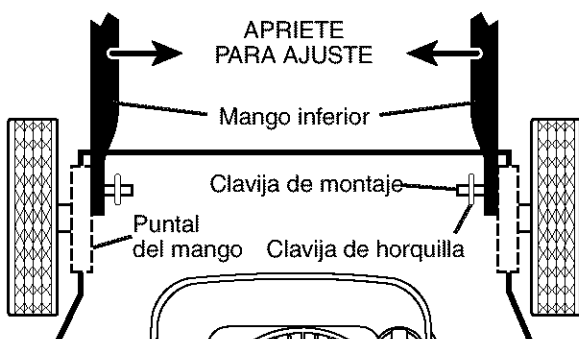 APRIETE
PARA AJUSTE
Mango inferior
Clavija de montaje
Puntal
del mango
Clavija de horquilla